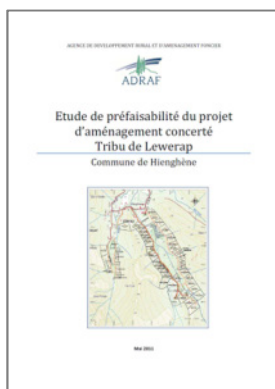 AGENCE DE DÉVELOPPEMENT RURAL ET D'AMÉNAGEMENT FONCIER
ADRAF
Etude de préfaisabilité du projet
d'aménagement concerté
Tribu de Lewerap
Commune de Hienghène
Mai 2011